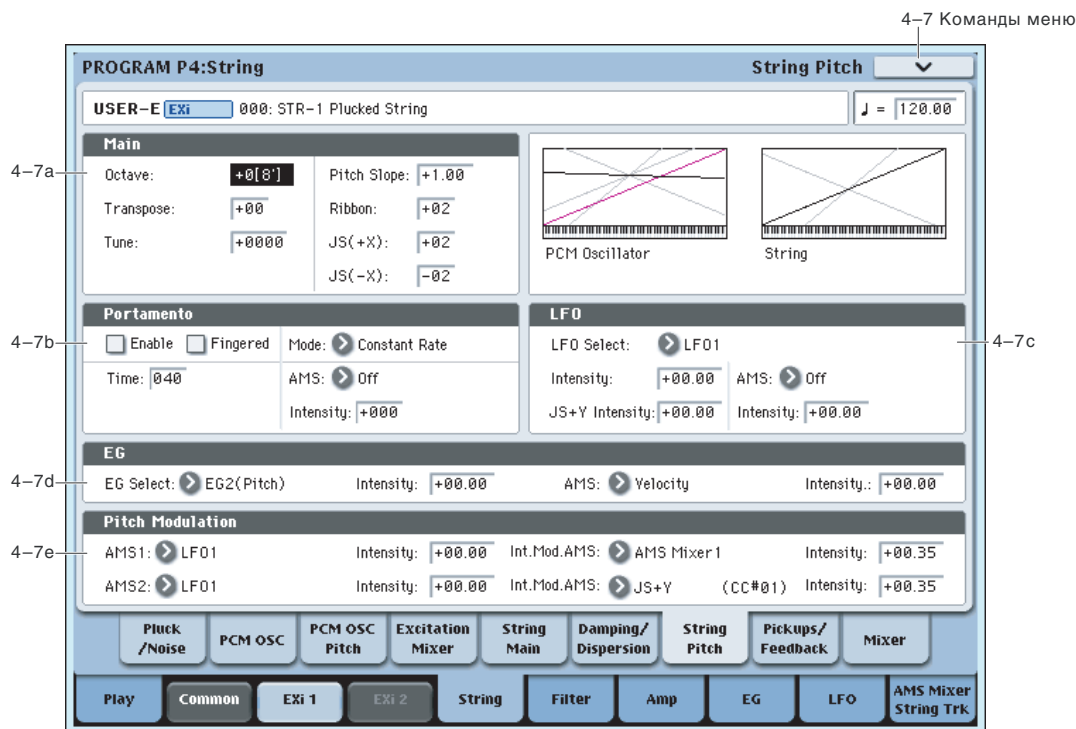 4–7 Команды меню
PROGRAM P4:String String Pitch
USER-E EXi 000: STR-1 Plucked String ♩ = 120.00
4–7a
Main
Octave: +0[8'] Pitch Slope: +1.00
Transpose: +00 Ribbon: +02
Tune: +0000 JS(+X): +02
JS(-X): -02
PCM Oscillator String
4–7b
Portamento
Enable Fingered Mode: Constant Rate
Time: 040 AMS: Off
Intensity: +000
LFO
4–7c
LFO Select: LFO1
Intensity: +00.00 AMS: Off
JS+Y Intensity: +00.00 Intensity: +00.00
4–7d
EG
EG Select: EG2(Pitch) Intensity: +00.00 AMS: Velocity Intensity.: +00.00
4–7e
Pitch Modulation
AMS1: LFO1 Intensity: +00.00 Int.Mod.AMS: AMS Mixer1 Intensity: +00.35
AMS2: LFO1 Intensity: +00.00 Int.Mod.AMS: JS+Y (CC#01) Intensity: +00.35
Pluck /Noise PCM OSC PCM OSC Pitch Excitation Mixer String Main Damping/ Dispersion String Pitch Pickups/ Feedback Mixer
Play Common EXi 1 EXi 2 String Filter Amp EG LFO AMS Mixer String Trk